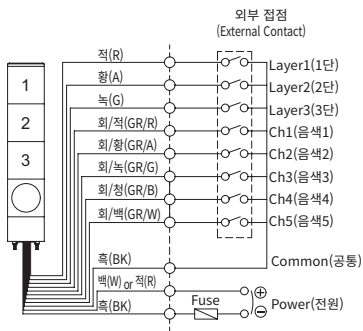 외부 접점
(External Contact)
적(R)
Layer1(1단)
황(A)
Layer2(2단)
녹(G)
Layer3(3단)
회/적(GR/R)
Ch1(음색1)
회/황(GR/A)
Ch2(음색2)
회/녹(GR/G)
Ch3(음색3)
회/청(GR/B)
Ch4(음색4)
회/백(GR/W)
Ch5(음색5)
1
2
3
흑(BK)
Common(공통)
백(W) or 적(R)
⊕
Fuse
Power(전원)
흑(BK)
⊖